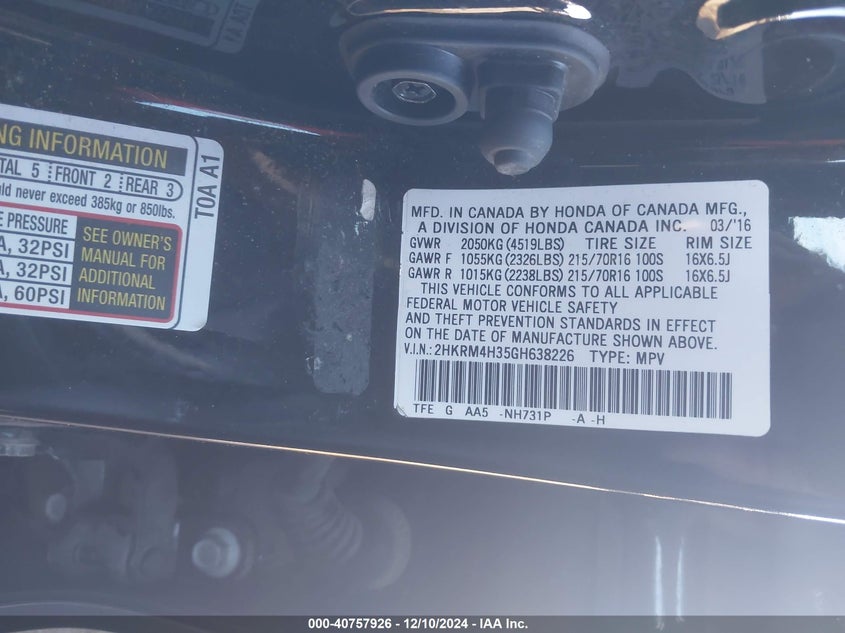 NG INFORMATION
TAL 5 FRONT 2 REAR 3
uld never exceed 385kg or 850lbs.
E PRESSURE
A, 32PSI
A, 32PSI
A, 60PSI
SEE OWNER'S
MANUAL FOR
ADDITIONAL
INFORMATION
T0A A1
MFD. IN CANADA BY HONDA OF CANADA MFG.,
A DIVISION OF HONDA CANADA INC. 03/'16
GVWR 2050KG (4519LBS) TIRE SIZE RIM SIZE
GAWR F 1055KG (2326LBS) 215/70R16 100S 16X6.5J
GAWR R 1015KG (2238LBS) 215/70R16 100S 16X6.5J
THIS VEHICLE CONFORMS TO ALL APPLICABLE
FEDERAL MOTOR VEHICLE SAFETY
AND THEFT PREVENTION STANDARDS IN EFFECT
ON THE DATE OF MANUFACTURE SHOWN ABOVE.
V.I.N.: 2HKRM4H35GH638226 TYPE: MPV
TFE G AA5 -NH731P -A -H
000-40757926 - 12/10/2024 - IAA Inc.